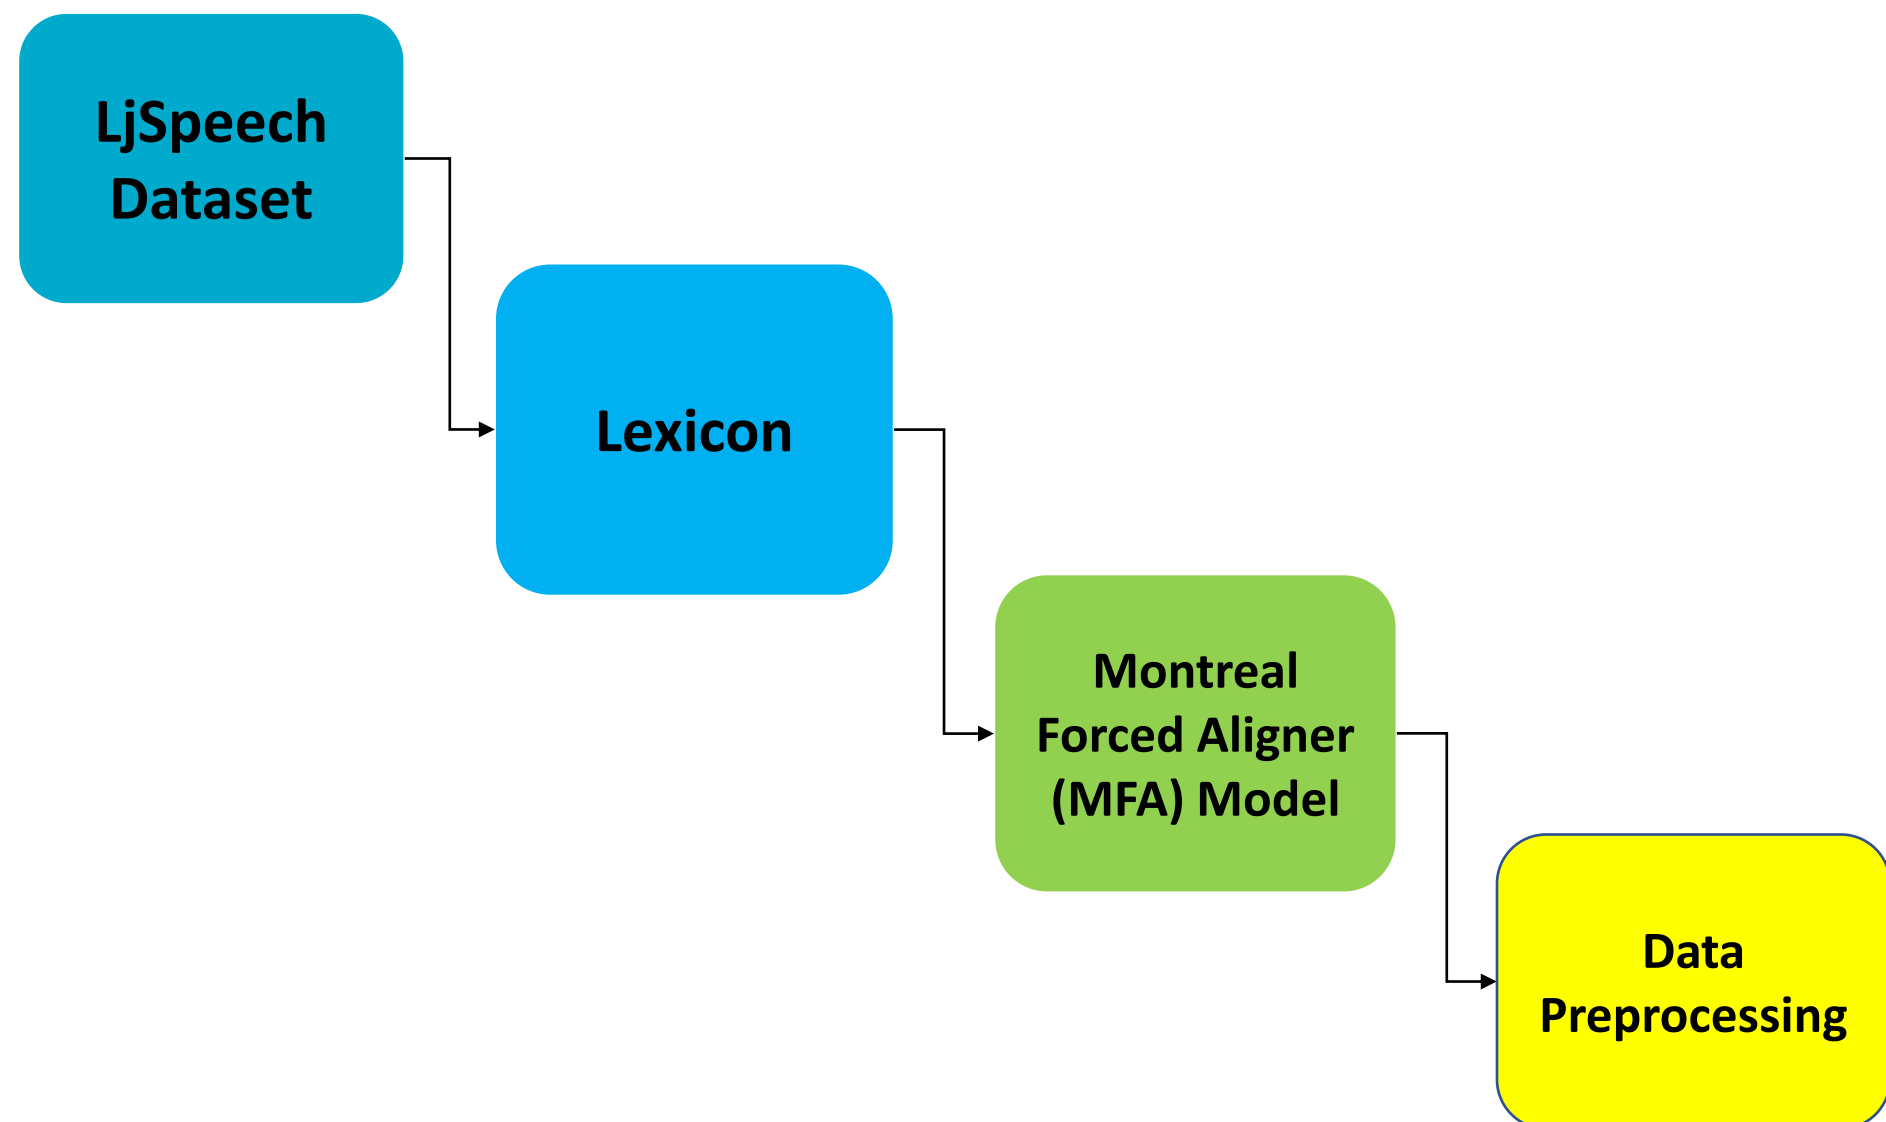 LjSpeech
Dataset
Lexicon
Montreal
Forced Aligner
(MFA) Model
Data
Preprocessing